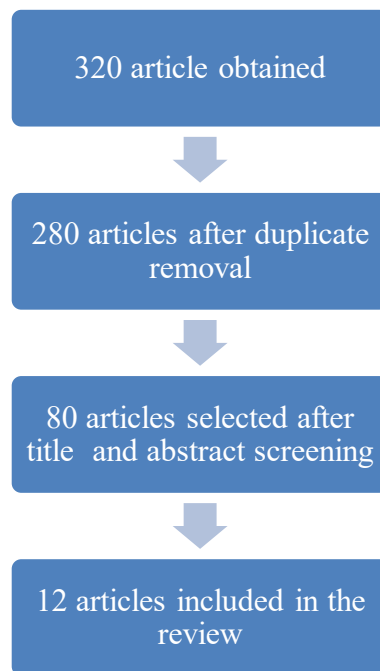 320 article obtained
280 articles after duplicate
removal
80 articles selected after
title and abstract screening
12 articles included in the
review